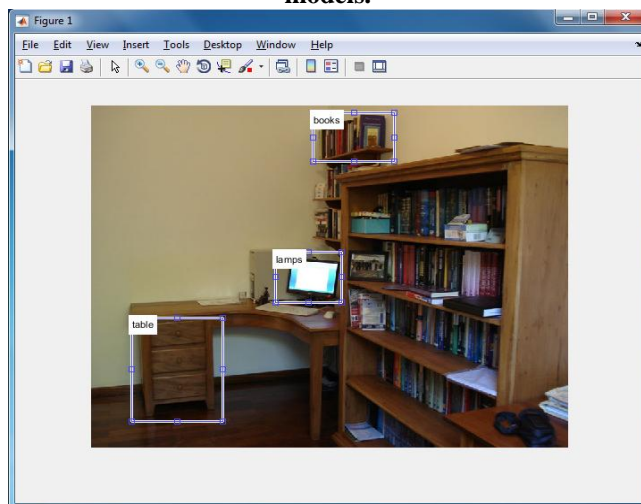 models.
Figure 1
File Edit View Insert Tools Desktop Window Help
books
lamps
table